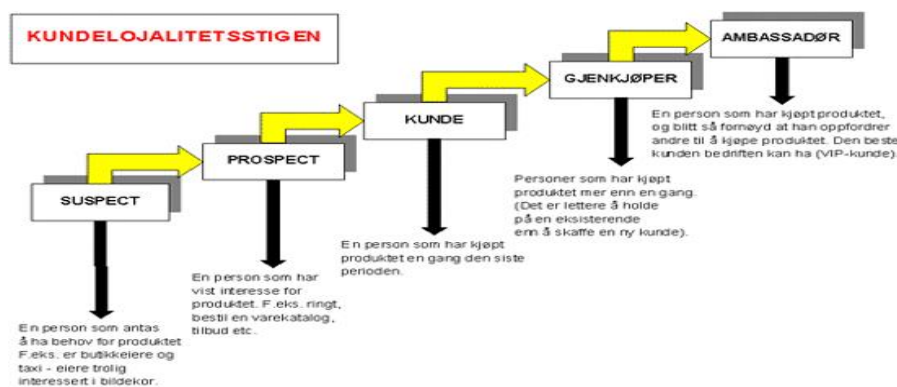 KUNDELOJALITETSSTIGEN
AMBASSADØR
En person som har kjøpt produktet,
og blitt så fornøyd at han oppfordrer
andre til å kjøpe produktet. Den beste
kunden bedriften kan ha (VIP-kunde).
GJENKJØPER
Personer som har kjøpt
produktet mer enn en gang.
(Det er lettere å holde
på en eksisterende
enn å skaffe en ny kunde).
KUNDE
En person som har kjøpt
produktet en gang den siste
perioden.
PROSPECT
En person som har
vist interesse for
produktet. F.eks. ringt,
bestil en varekatalog,
tilbud etc.
SUSPECT
En person som antas
å ha behov for produktet
F.eks. er butikkeiere og
taxi - eiere trolig
interessert i bildekor.